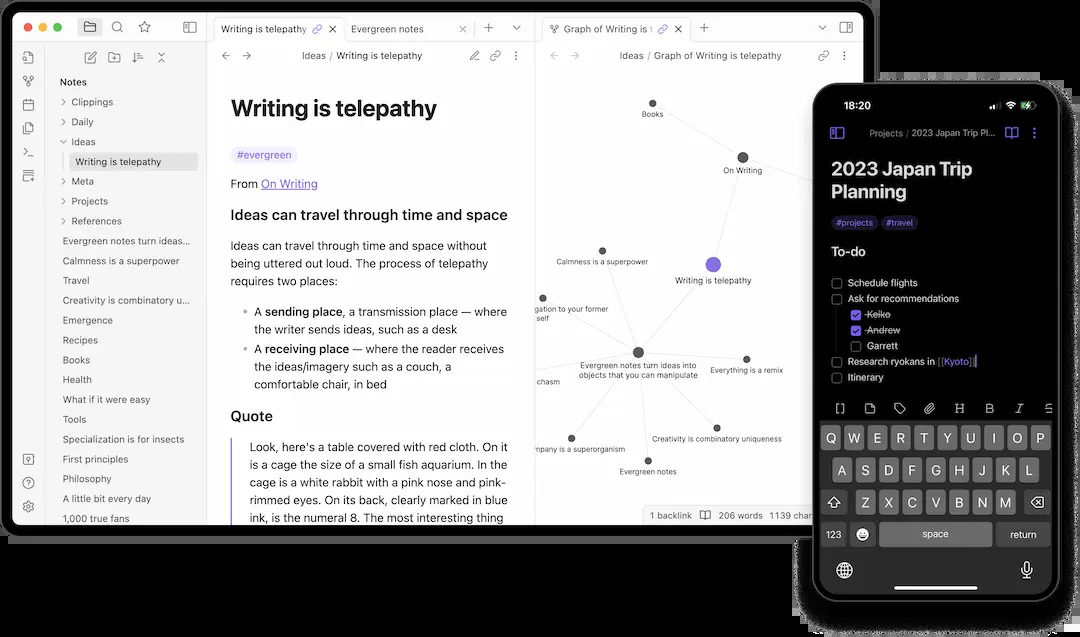 Writing is telepathy
Evergreen notes
Notes
Clippings
Daily
Ideas
Writing is telepathy
Meta
Projects
References
Evergreen notes turn ideas...
Calmness is a superpower
Travel
Creativity is combinatory u...
Emergence
Recipes
Books
Health
What if it were easy
Tools
Specialization is for insects
First principles
Philosophy
A little bit every day
1,000 true fans
Ideas / Writing is telepathy
Writing is telepathy
#evergreen
From On Writing
Ideas can travel through time and space
Ideas can travel through time and space without
being uttered out loud. The process of telepathy
requires two places:
A sending place, a transmission place — where
the writer sends ideas, such as a desk
A receiving place — where the reader receives
the ideas/imagery such as a couch, a
comfortable chair, in bed
Quote
Look, here's a table covered with red cloth. On it
is a cage the size of a small fish aquarium. In the
cage is a white rabbit with a pink nose and pink-
rimmed eyes. On its back, clearly marked in blue
ink, is the numeral 8. The most interesting thing
Graph of Writing is t
Ideas / Graph of Writing is telepathy
Books
On Writing
Calmness is a superpower
Writing is telepathy
gation to your former
self
Evergreen notes turn ideas into
objects that you can manipulate
Everything is a remix
chasm
Creativity is combinatory uniqueness
mpany is a superorganism
Evergreen notes
1 backlink 206 words 1139 char
18:20
Projects / 2023 Japan Trip Pl...
2023 Japan Trip
Planning
#projects #travel
To-do
Schedule flights
Ask for recommendations
Keiko
Andrew
Garrett
Research ryokans in [[Kyoto]]
Itinerary
H B I S
Q W E R T Y U I O P
A S D F G H J K L
Z X C V B N M
123 space return